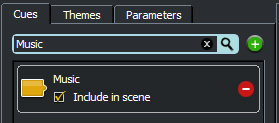 Cues Themes Parameters
Music
Music
Include in scene